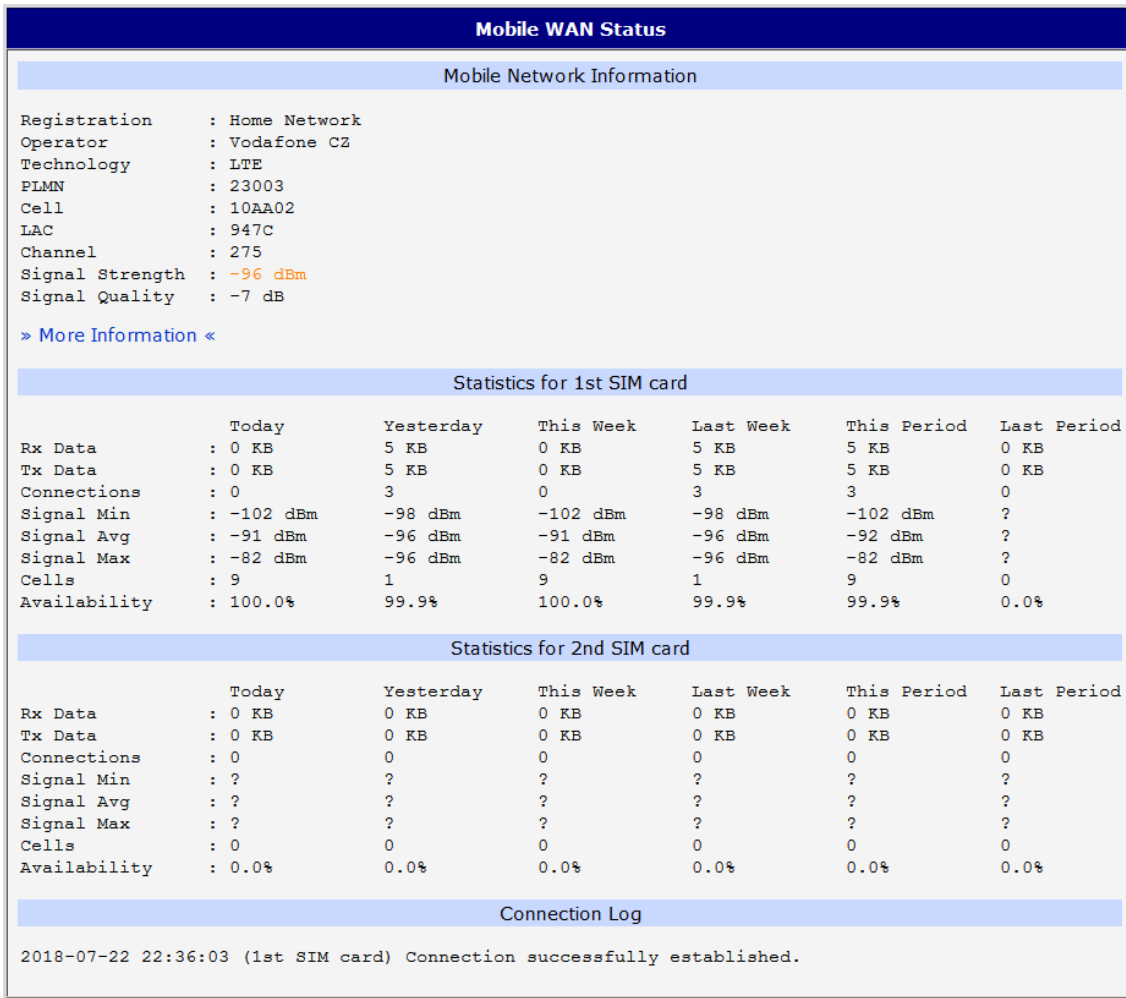 Mobile WAN Status
Mobile Network Information
Registration : Home Network
Operator : Vodafone CZ
Technology : LTE
PLMN : 23003
Cell : 10AA02
LAC : 947C
Channel : 275
Signal Strength : -96 dBm
Signal Quality : -7 dB
» More Information «
Statistics for 1st SIM card
Today Yesterday This Week Last Week This Period Last Period
Rx Data : 0 KB 5 KB 0 KB 5 KB 5 KB 0 KB
Tx Data : 0 KB 5 KB 0 KB 5 KB 5 KB 0 KB
Connections : 0 3 0 3 3 0
Signal Min : -102 dBm -98 dBm -102 dBm -98 dBm -102 dBm ?
Signal Avg : -91 dBm -96 dBm -91 dBm -96 dBm -92 dBm ?
Signal Max : -82 dBm -96 dBm -82 dBm -96 dBm -82 dBm ?
Cells : 9 1 9 1 9 0
Availability : 100.0% 99.9% 100.0% 99.9% 99.9% 0.0%
Statistics for 2nd SIM card
Today Yesterday This Week Last Week This Period Last Period
Rx Data : 0 KB 0 KB 0 KB 0 KB 0 KB 0 KB
Tx Data : 0 KB 0 KB 0 KB 0 KB 0 KB 0 KB
Connections : 0 0 0 0 0 0
Signal Min : ? ? ? ? ? ?
Signal Avg : ? ? ? ? ? ?
Signal Max : ? ? ? ? ? ?
Cells : 0 0 0 0 0 0
Availability : 0.0% 0.0% 0.0% 0.0% 0.0% 0.0%
Connection Log
2018-07-22 22:36:03 (1st SIM card) Connection successfully established.